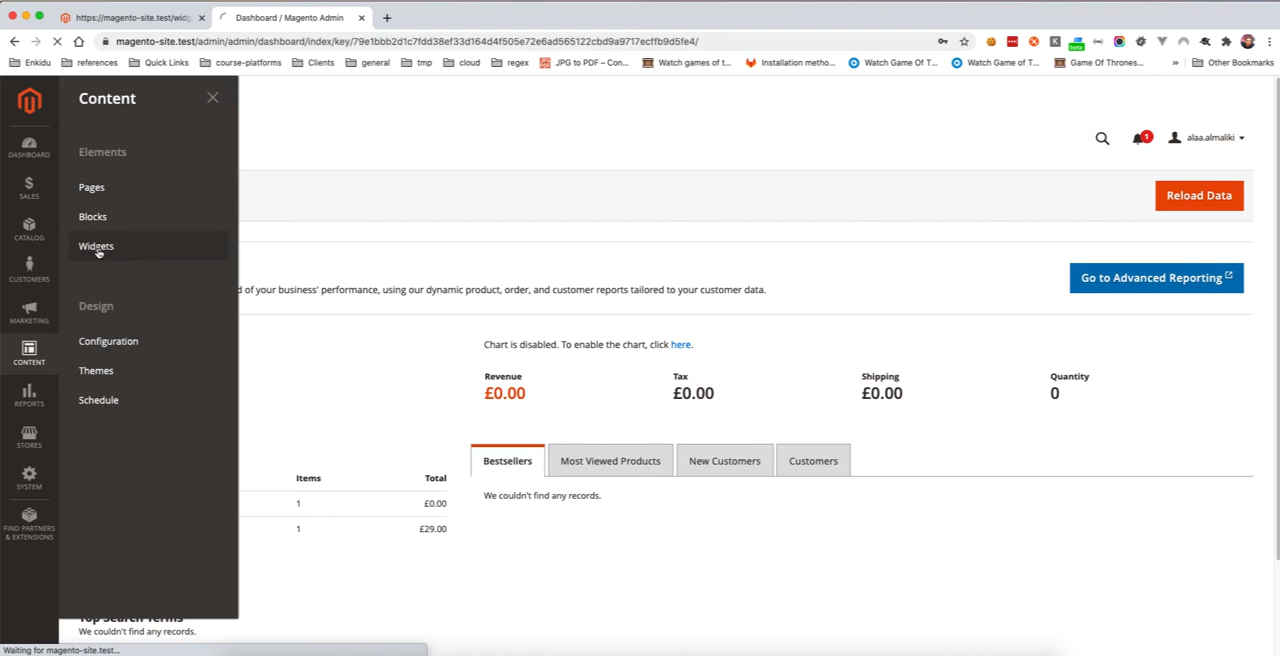 https://magento-site.test/widg
Dashboard / Magento Admin
magento-site.test/admin/admin/dashboard/index/key/79e1bbb2d1c7fdd38ef33d164d4f505e72e6ad565122cbd9a9717ecffb9d5fe4/
beta
Enkidu
references
Quick Links
course-platforms
Clients
general
tmp
cloud
regex
JPG to PDF – Con...
Watch games of t...
Installation metho...
Watch Game Of T...
Watch Game of T...
Game Of Thrones...
Other Bookmarks
DASHBOARD
SALES
CATALOG
CUSTOMERS
MARKETING
CONTENT
REPORTS
STORES
SYSTEM
FIND PARTNERS
& EXTENSIONS
Content
Elements
Pages
Blocks
Widgets
Design
Configuration
Themes
Schedule
1
alaa.almaliki
Reload Data
d of your business' performance, using our dynamic product, order, and customer reports tailored to your customer data.
Go to Advanced Reporting
Chart is disabled. To enable the chart, click here.
Revenue Tax Shipping Quantity
£0.00 £0.00 £0.00 0
Bestsellers Most Viewed Products New Customers Customers
We couldn't find any records.
Items Total
1 £0.00
1 £29.00
Top Search Terms
We couldn't find any records.
Waiting for magento-site.test...